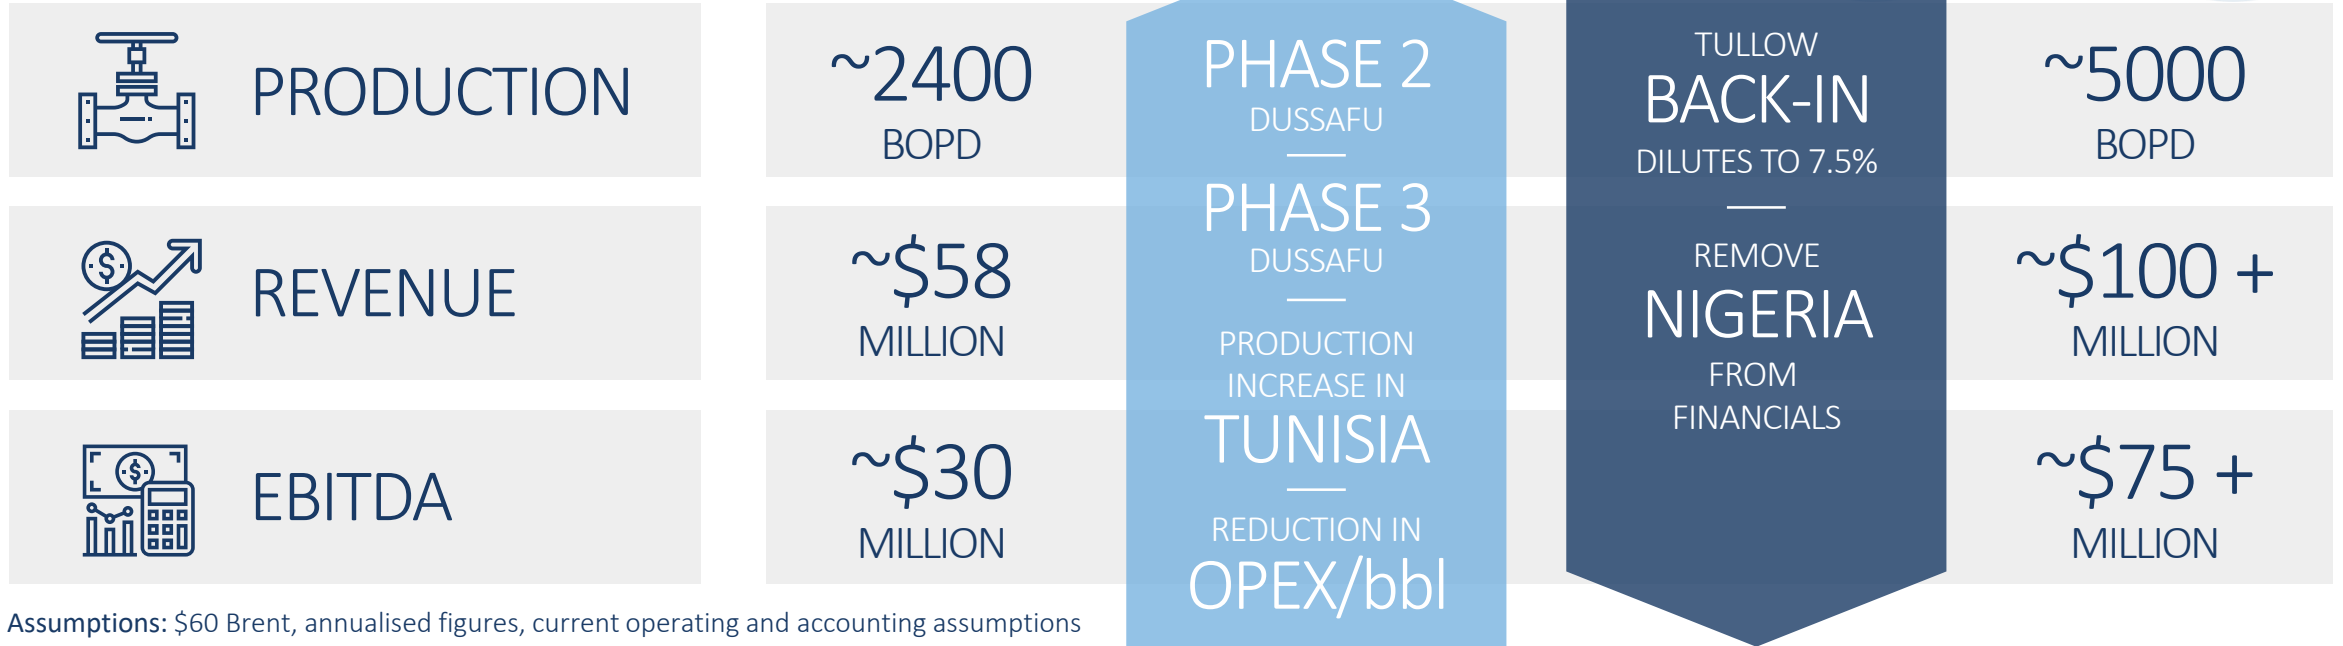 PRODUCTION
~2400
BOPD
PHASE 2
DUSSAFU
PHASE 3
DUSSAFU
PRODUCTION
INCREASE IN
TUNISIA
REDUCTION IN
OPEX/bbl
TULLOW
BACK-IN
DILUTES TO 7.5%
REMOVE
NIGERIA
FROM
FINANCIALS
~5000
BOPD
REVENUE
~$58
MILLION
~$100 +
MILLION
EBITDA
~$30
MILLION
~$75 +
MILLION
Assumptions: $60 Brent, annualised figures, current operating and accounting assumptions